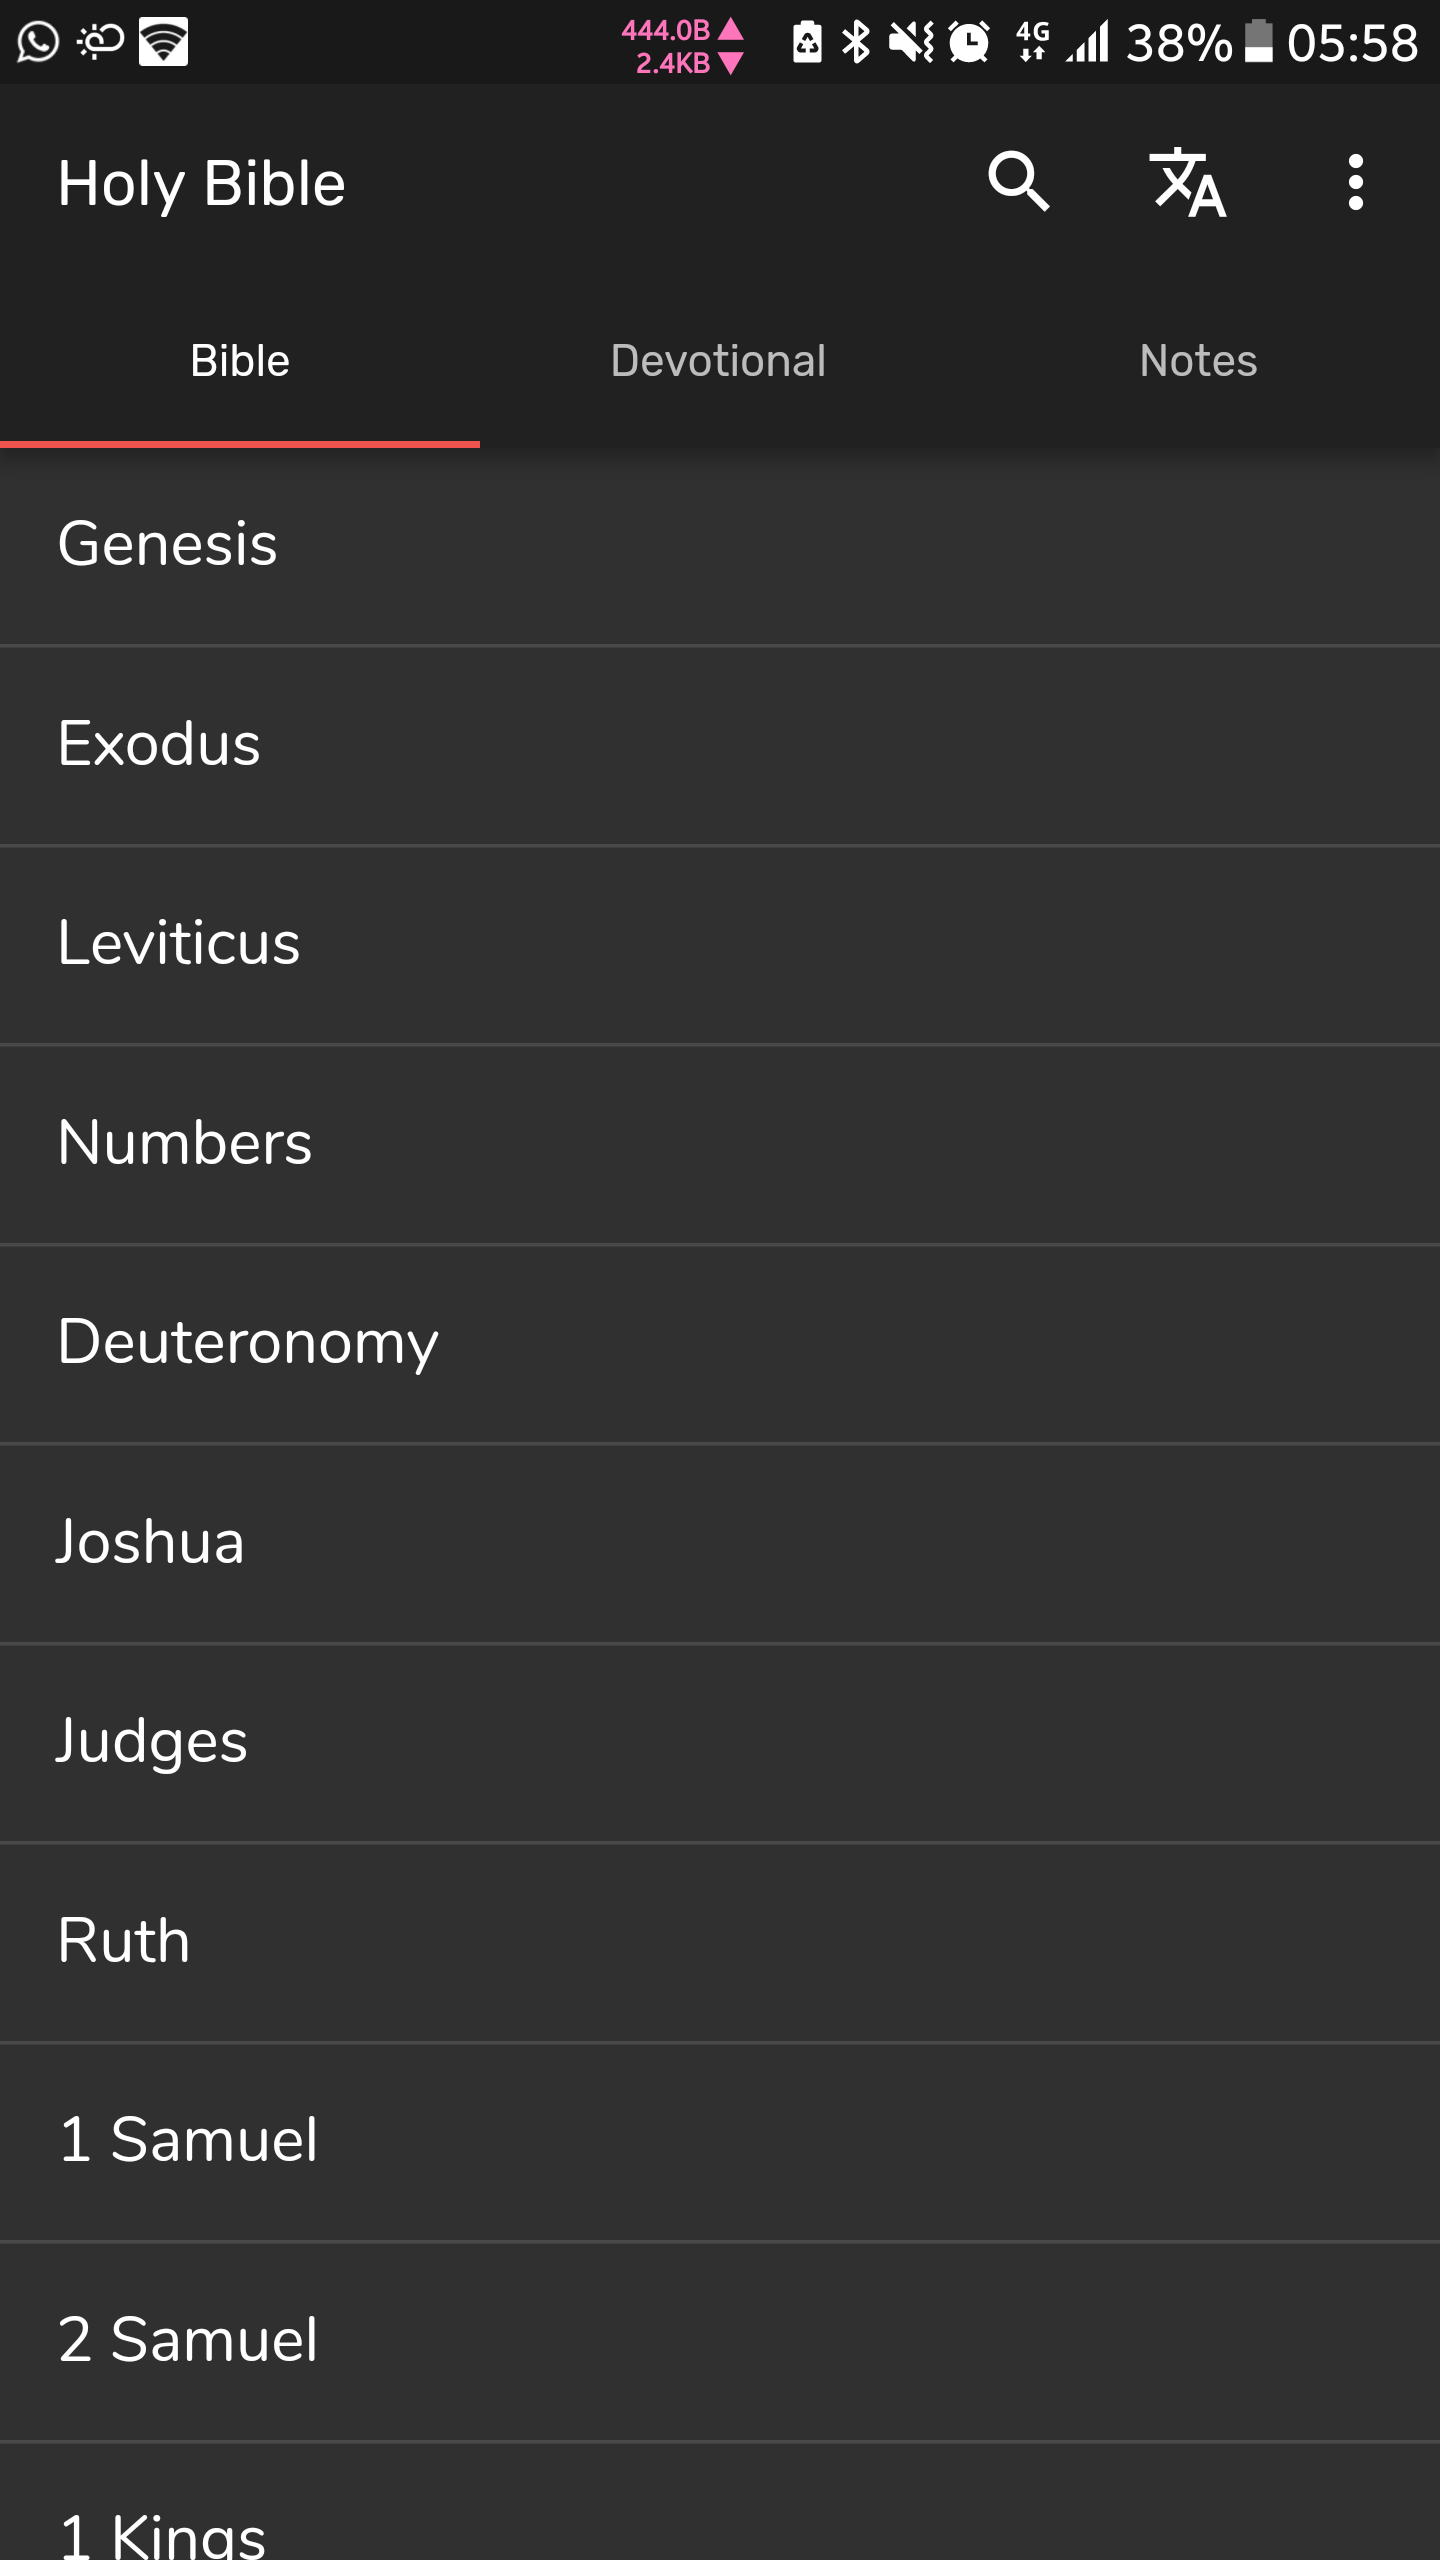 444.0B
2.4KB
4G
38%
05:58
Holy Bible
Bible
Devotional
Notes
Genesis
Exodus
Leviticus
Numbers
Deuteronomy
Joshua
Judges
Ruth
1 Samuel
2 Samuel
1 Kings